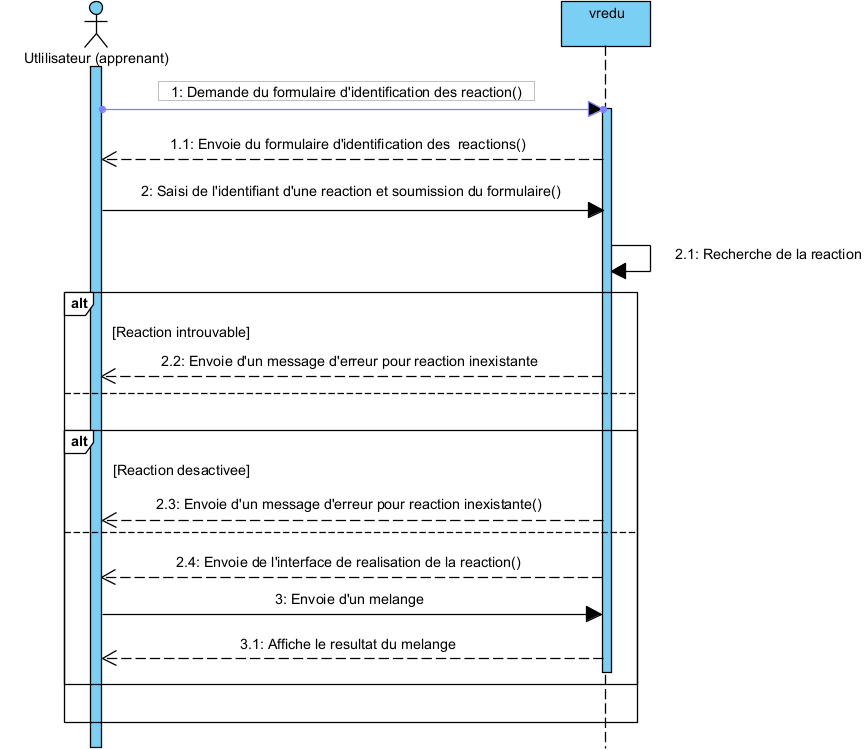 vredu
Utlilisateur (apprenant)
1: Demande du formulaire d'identification des reaction()
1.1: Envoie du formulaire d'identification des reactions()
2: Saisi de l'identifiant d'une reaction et soumission du formulaire()
2.1: Recherche de la reaction
alt
[Reaction introuvable]
2.2: Envoie d'un message d'erreur pour reaction inexistante
alt
[Reaction desactivee]
2.3: Envoie d'un message d'erreur pour reaction inexistante()
2.4: Envoie de l'interface de realisation de la reaction()
3: Envoie d'un melange
3.1: Affiche le resultat du melange